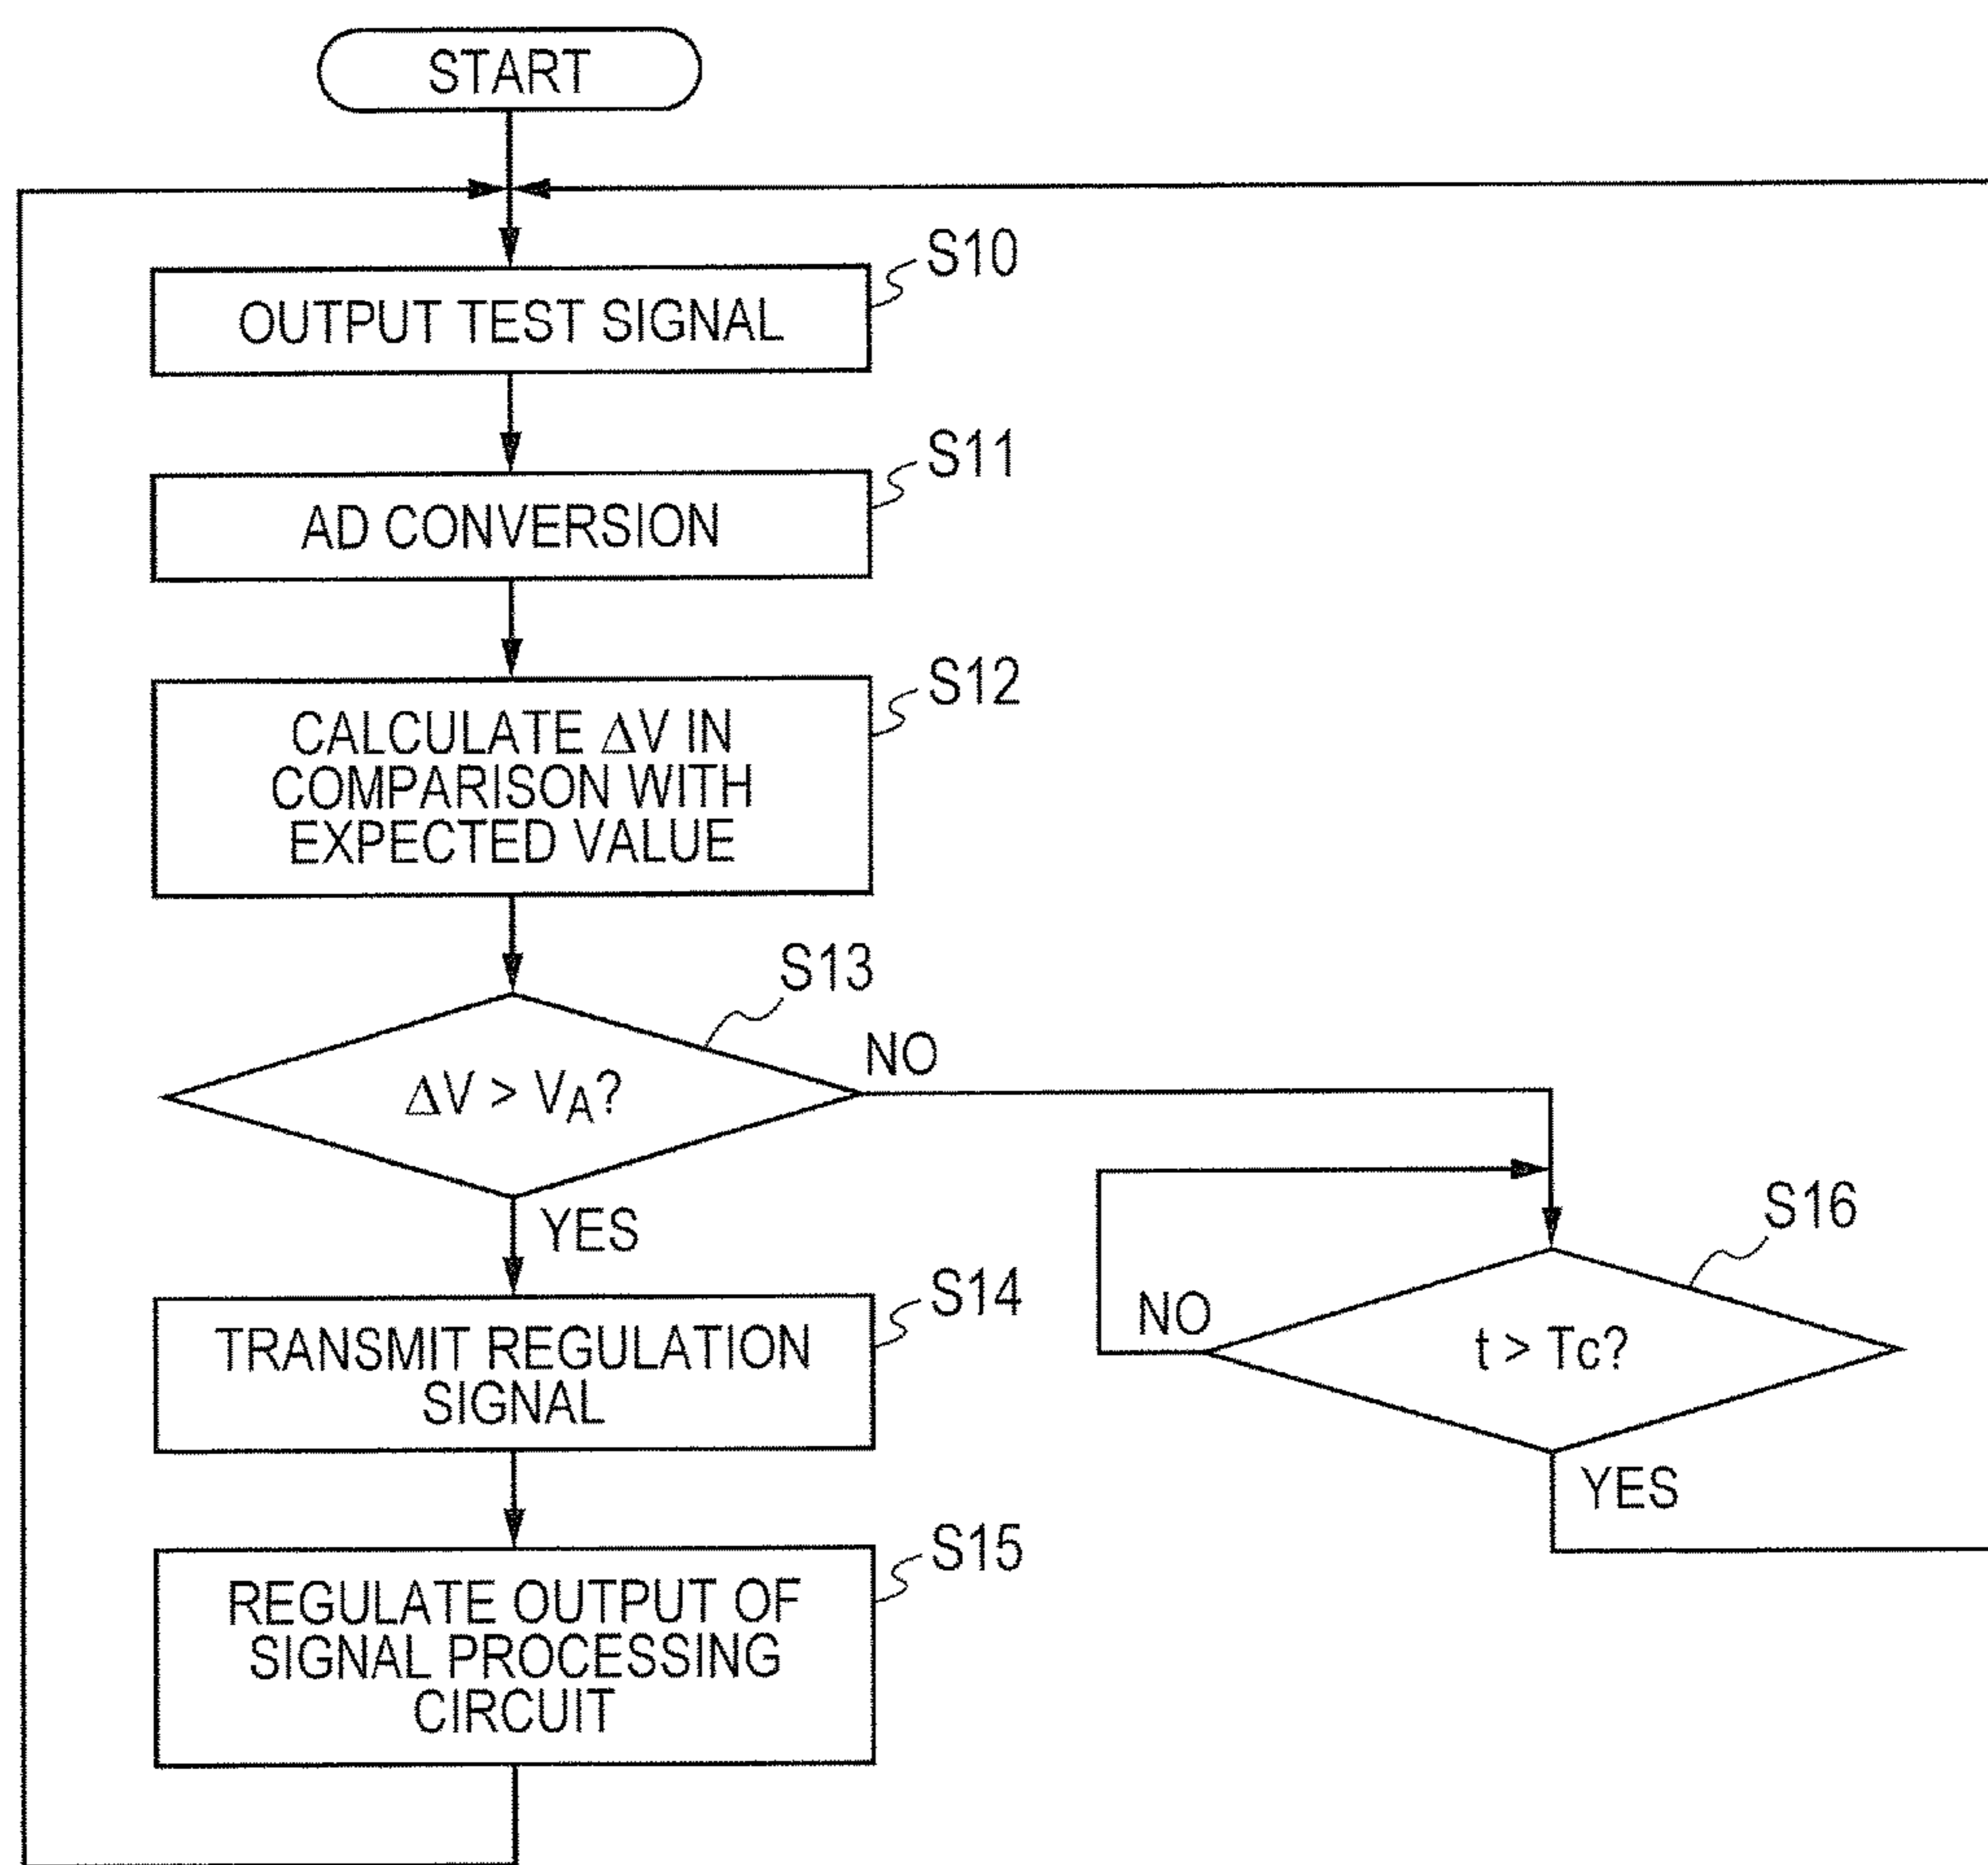 START
S10
OUTPUT TEST SIGNAL
S11
AD CONVERSION
S12
CALCULATE ΔV IN
COMPARISON WITH
EXPECTED VALUE
S13
ΔV > VA?
NO
YES
S14
TRANSMIT REGULATION
SIGNAL
S15
REGULATE OUTPUT OF
SIGNAL PROCESSING
CIRCUIT
S16
t > Tc?
NO
YES